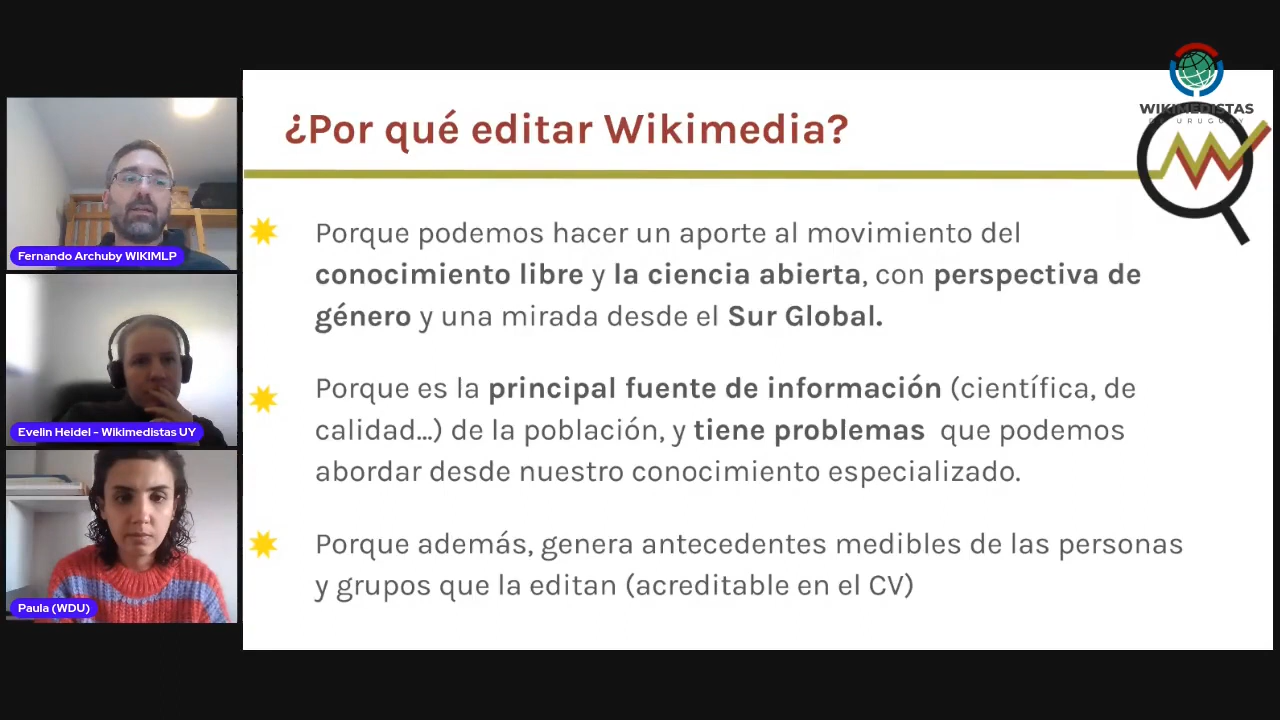 ¿Por qué editar Wikimedia?
WIKIMEDISTAS
DE URUGUAY
Porque podemos hacer un aporte al movimiento del
conocimiento libre y la ciencia abierta, con perspectiva de
género y una mirada desde el Sur Global.
Porque es la principal fuente de información (científica, de
calidad...) de la población, y tiene problemas que podemos
abordar desde nuestro conocimiento especializado.
Porque además, genera antecedentes medibles de las personas
y grupos que la editan (acreditable en el CV)
Fernando Archuby WIKIMLP
Evelin Heidel - Wikimedistas UY
Paula (WDU)